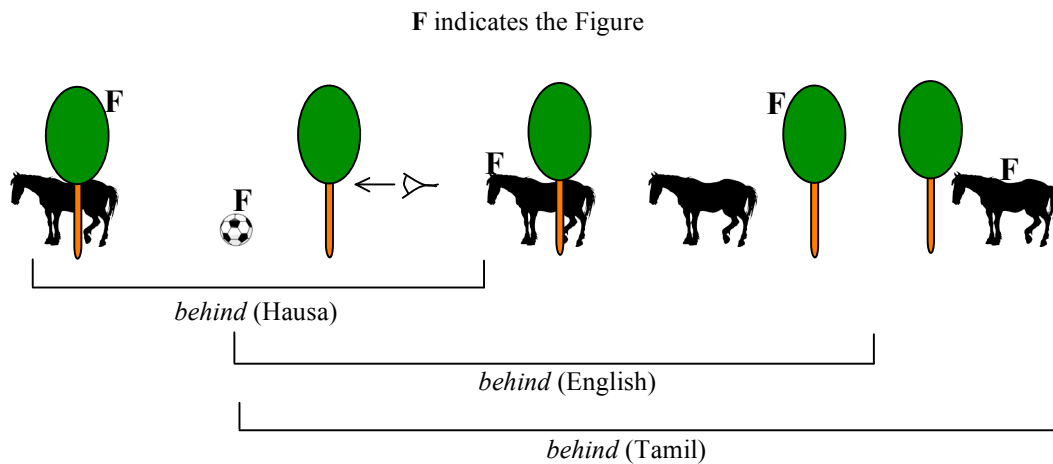 F indicates the Figure
F
F
F
F
F
behind (Hausa)
behind (English)
behind (Tamil)